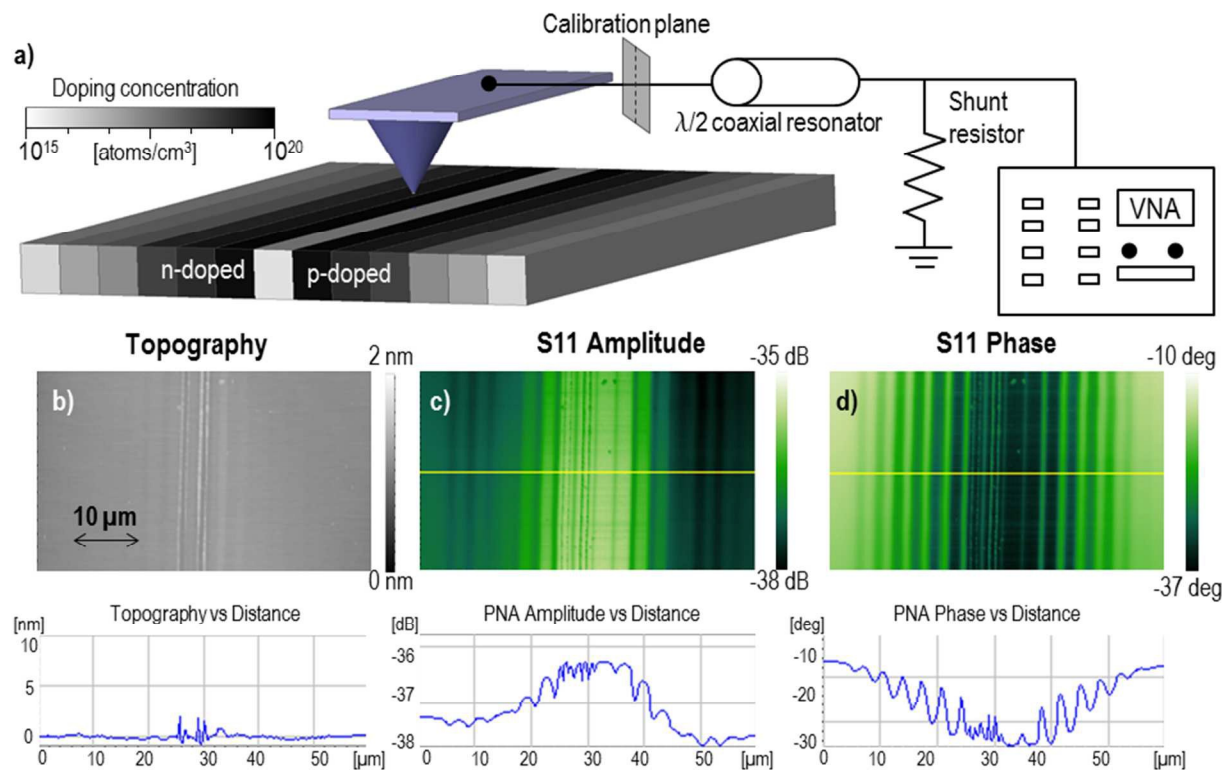 a)
Calibration plane
Doping concentration
10¹⁵ [atoms/cm³] 10²⁰
λ/2 coaxial resonator
Shunt
resistor
VNA
n-doped p-doped
Topography
2 nm
b)
10 µm
0 nm
S11 Amplitude
-35 dB
c)
-38 dB
S11 Phase
-10 deg
d)
-37 deg
Topography vs Distance
[nm]
10
5
0
0 10 20 30 40 50 [µm]
PNA Amplitude vs Distance
[dB]
-36
-37
-38
0 10 20 30 40 50 [µm]
PNA Phase vs Distance
[deg]
-10
-20
-30
0 10 20 30 40 50 [µm]